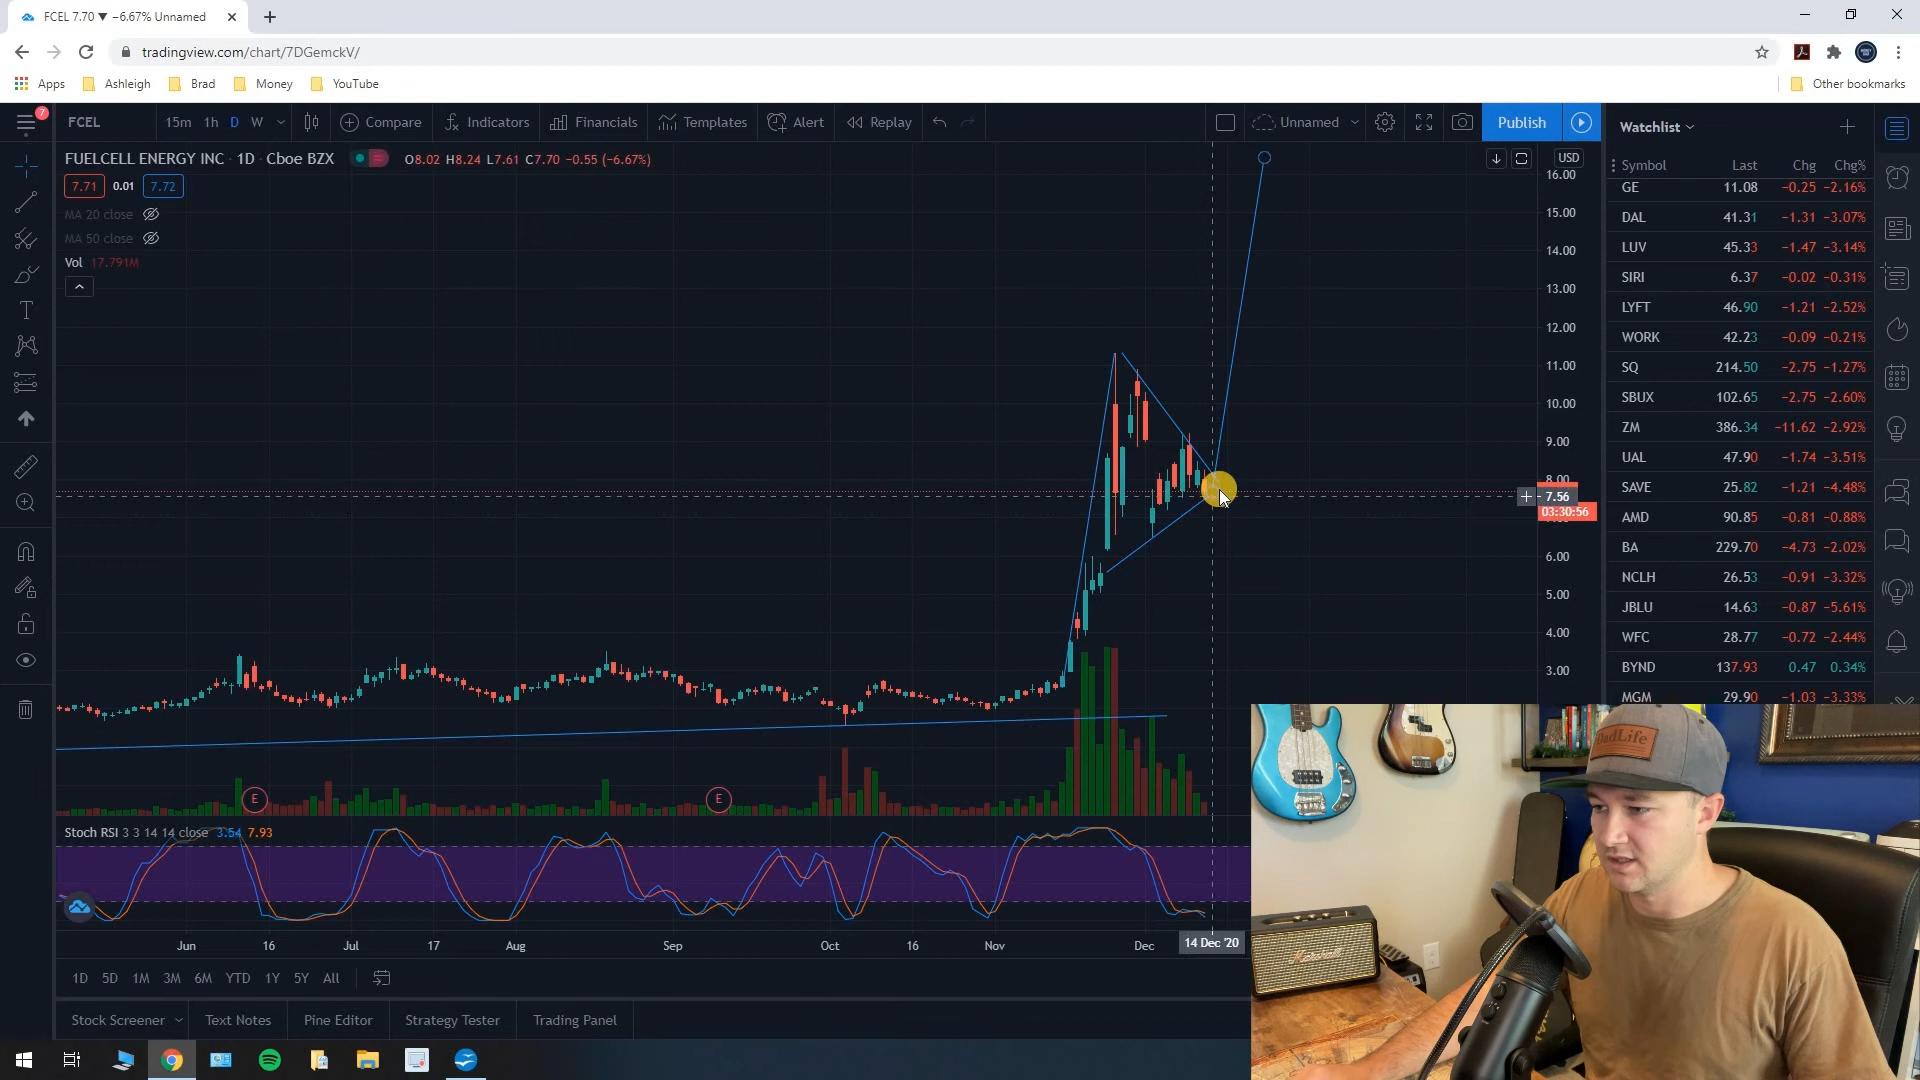 FCEL 7.70 ▼ −6.67% Unnamed
tradingview.com/chart/7DGemckV/
Apps Ashleigh Brad Money YouTube Other bookmarks
7
FCEL 15m 1h D W Compare Indicators Financials Templates Alert Replay Unnamed Publish
Watchlist
FUELCELL ENERGY INC · 1D · Cboe BZX O8.02 H8.24 L7.61 C7.70 −0.55 (−6.67%)
USD
Symbol Last Chg Chg%
7.71 0.01 7.72
MA 20 close
MA 50 close
Vol 17.791M
16.00
15.00
14.00
13.00
12.00
11.00
10.00
9.00
8.00
7.56
03:30:56
6.00
5.00
4.00
3.00
GE 11.08 −0.25 −2.16%
DAL 41.31 −1.31 −3.07%
LUV 45.33 −1.47 −3.14%
SIRI 6.37 −0.02 −0.31%
LYFT 46.90 −1.21 −2.52%
WORK 42.23 −0.09 −0.21%
SQ 214.50 −2.75 −1.27%
SBUX 102.65 −2.75 −2.60%
ZM 386.34 −11.62 −2.92%
UAL 47.90 −1.74 −3.51%
SAVE 25.82 −1.21 −4.48%
AMD 90.85 −0.81 −0.88%
BA 229.70 −4.73 −2.02%
NCLH 26.53 −0.91 −3.32%
JBLU 14.63 −0.87 −5.61%
WFC 28.77 −0.72 −2.44%
BYND 137.93 0.47 0.34%
MGM 29.90 −1.03 −3.33%
DadLife
E E
Stoch RSI 3 3 14 14 close 3.54 7.93
Marshall
Jun 16 Jul 17 Aug Sep Oct 16 Nov Dec 14 Dec '20
1D 5D 1M 3M 6M YTD 1Y 5Y All
Stock Screener Text Notes Pine Editor Strategy Tester Trading Panel